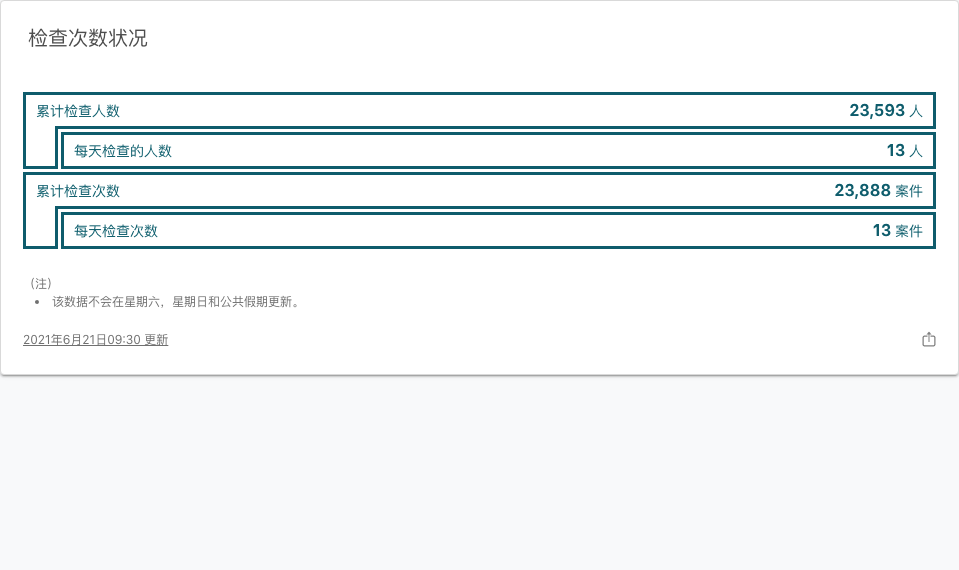 检查次数状况
累计检查人数 23,593 人
每天检查的人数 13 人
累计检查次数 23,888 案件
每天检查次数 13 案件
（注）
• 该数据不会在星期六，星期日和公共假期更新。
2021年6月21日09:30 更新